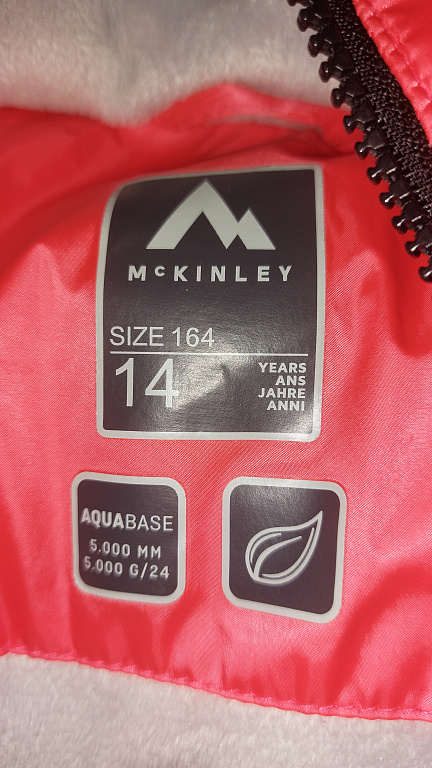 McKINLEY
SIZE 164
14
YEARS
ANS
JAHRE
ANNI
AQUABASE
5.000 MM
5.000 G/24